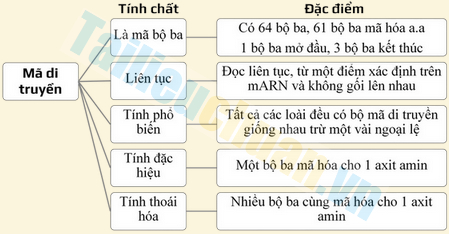 Tính chất
Đặc điểm
Mã di
truyền
Là mã bộ ba
Có 64 bộ ba, 61 bộ ba mã hóa a.a
1 bộ ba mở đầu, 3 bộ ba kết thúc
Liên tục
Đọc liên tục, từ một điểm xác định trên
mARN và không gối lên nhau
Tính phổ
biến
Tất cả các loài đều có bộ mã di truyền
giống nhau trừ một vài ngoại lệ
Tính đặc
hiệu
Một bộ ba mã hóa cho 1 axit amin
Tính thoái
hóa
Nhiều bộ ba cùng mã hóa cho 1 axit
amin
Tailieuchuan.vn